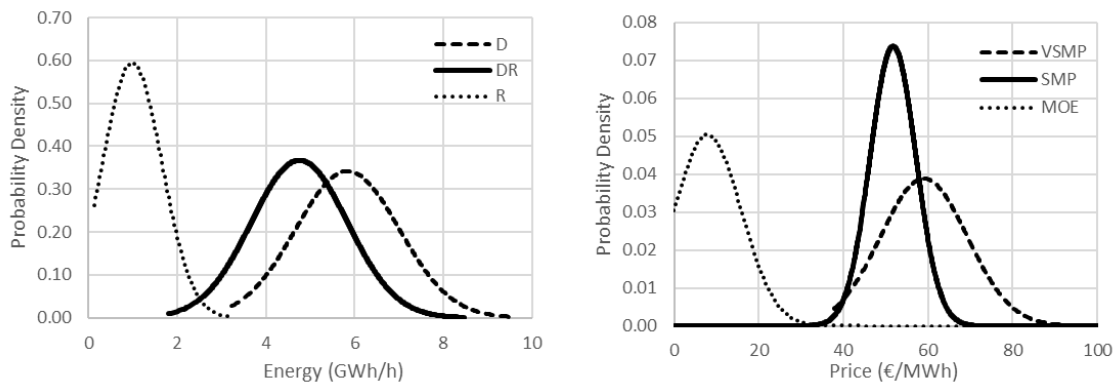 0.70
0.60
0.50
0.40
0.30
0.20
0.10
0.00
Probability Density
0 2 4 6 8 10
Energy (GWh/h)
D
DR
R
0.08
0.07
0.06
0.05
0.04
0.03
0.02
0.01
0.00
Probability Density
0 20 40 60 80 100
Price (€/MWh)
VSMP
SMP
MOE